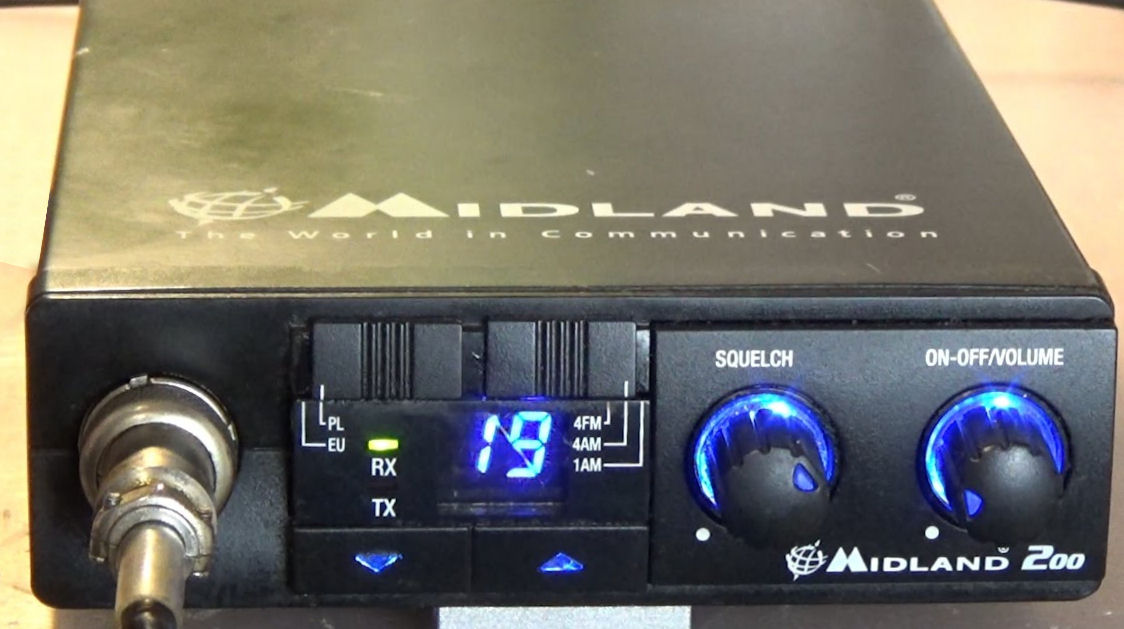 MIDLAND®
The World in Communication
SQUELCH
ON-OFF/VOLUME
PL
EU
RX
TX
19
4FM
4AM
1AM
MIDLAND® 200